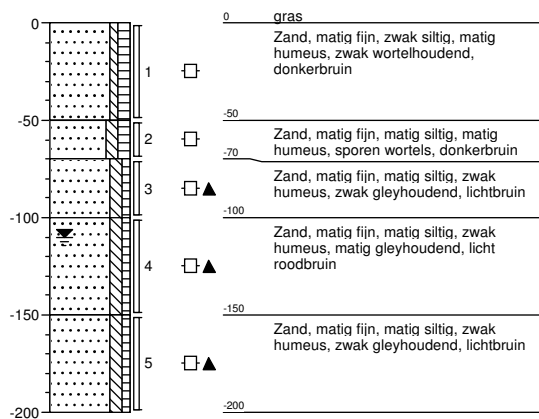 0
-50
-100
-150
-200
1
2
3
4
5
0 gras
Zand, matig fijn, zwak siltig, matig
humeus, zwak wortelhoudend,
donkerbruin
-50
Zand, matig fijn, matig siltig, matig
humeus, sporen wortels, donkerbruin
-70
Zand, matig fijn, matig siltig, zwak
humeus, zwak gleyhoudend, lichtbruin
-100
Zand, matig fijn, matig siltig, zwak
humeus, matig gleyhoudend, licht
roodbruin
-150
Zand, matig fijn, matig siltig, zwak
humeus, zwak gleyhoudend, lichtbruin
-200